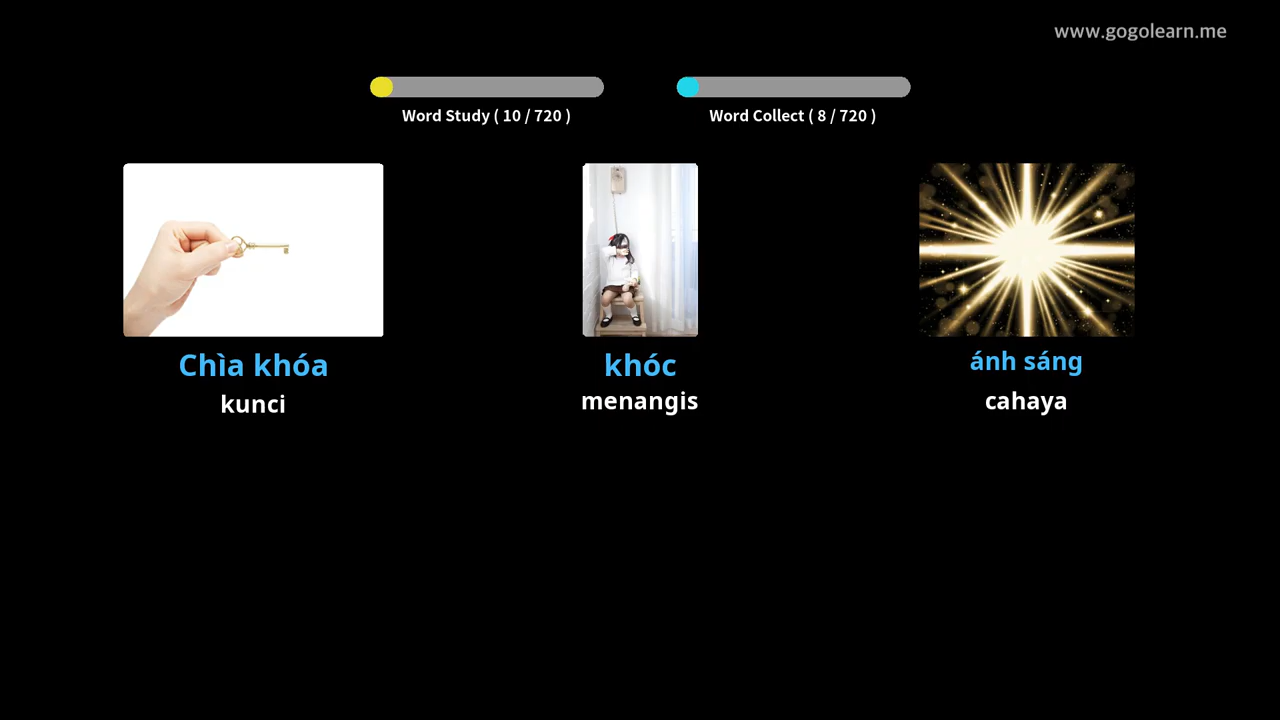 www.gogolearn.me
Word Study ( 10 / 720 )
Word Collect ( 8 / 720 )
Chìa khóa
kunci
khóc
menangis
ánh sáng
cahaya